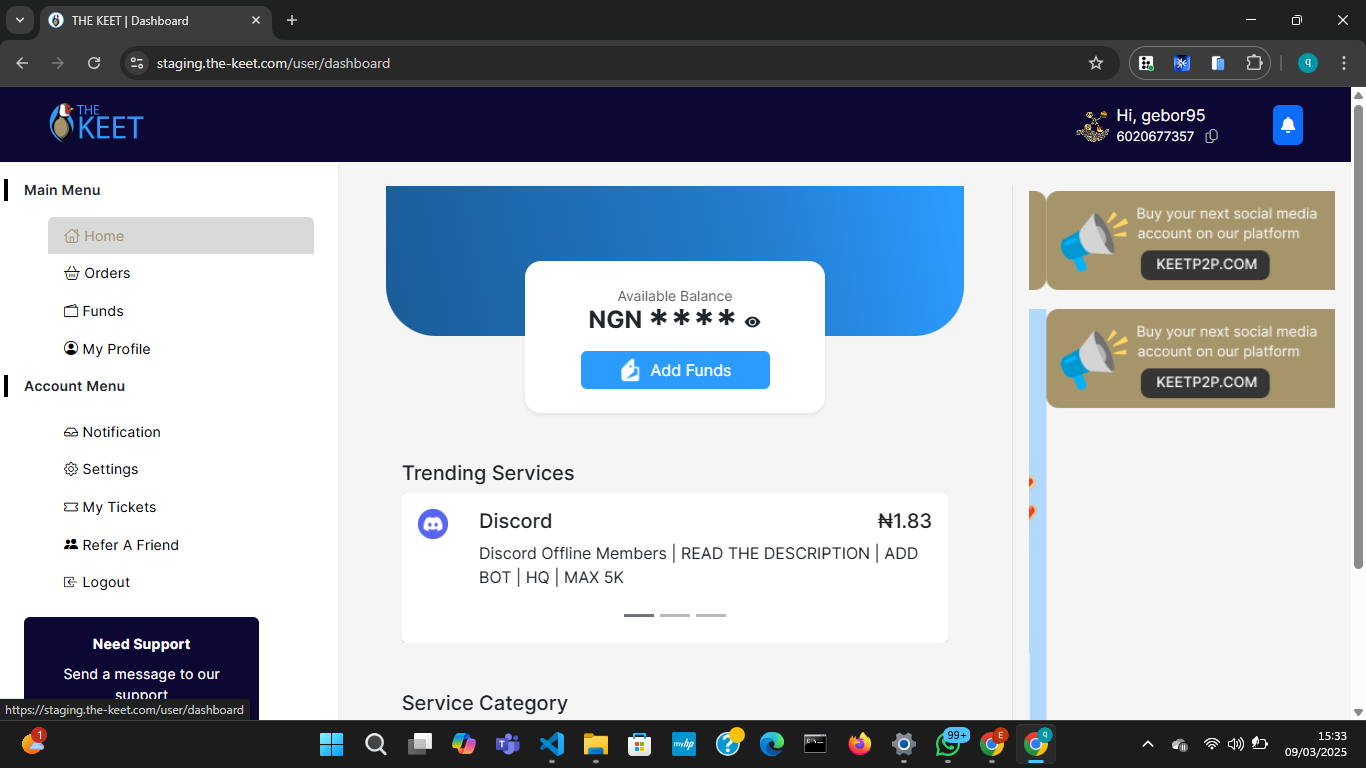 THE KEET | Dashboard
staging.the-keet.com/user/dashboard
q
THE
KEET
Hi, gebor95
6020677357
Main Menu
Home
Orders
Funds
My Profile
Account Menu
Notification
Settings
My Tickets
Refer A Friend
Logout
Need Support
Send a message to our
support
https://staging.the-keet.com/user/dashboard
Available Balance
NGN ****
Add Funds
Trending Services
Discord
₦1.83
Discord Offline Members | READ THE DESCRIPTION | ADD
BOT | HQ | MAX 5K
Service Category
Buy your next social media
account on our platform
KEETP2P.COM
Buy your next social media
account on our platform
KEETP2P.COM
1
myhp
?
99+
E
q
15:33
09/03/2025